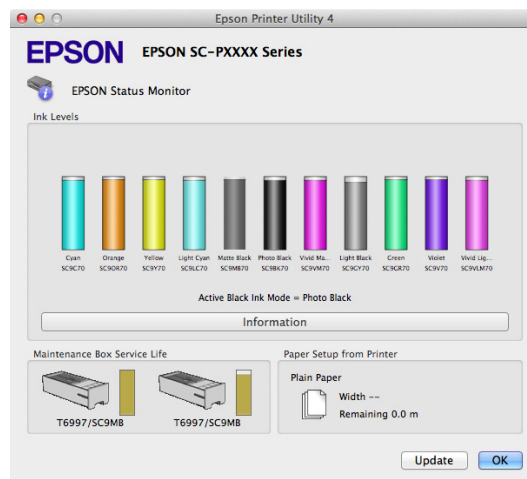 Epson Printer Utility 4
EPSON EPSON SC-PXXXX Series
EPSON Status Monitor
Ink Levels
Cyan Orange Yellow Light Cyan Matte Black Photo Black Vivid Ma... Light Black Green Violet Vivid Lig...
SC9C70 SC9OR70 SC9Y70 SC9LC70 SC9MB70 SC9BK70 SC9VM70 SC9GY70 SC9GR70 SC9V70 SC9VLM70
Active Black Ink Mode = Photo Black
Information
Maintenance Box Service Life
T6997/SC9MB T6997/SC9MB
Paper Setup from Printer
Plain Paper
Width --
Remaining 0.0 m
Update OK